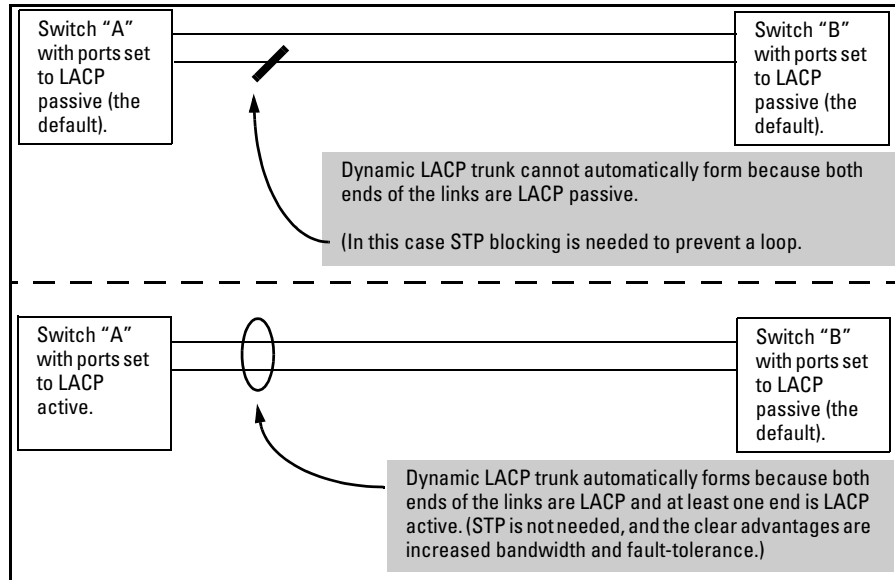 Switch “A”
with ports set
to LACP
passive (the
default).
Switch “B”
with ports set
to LACP
passive (the
default).
Dynamic LACP trunk cannot automatically form because both
ends of the links are LACP passive.
(In this case STP blocking is needed to prevent a loop.
Switch “A”
with ports set
to LACP
active.
Switch “B”
with ports set
to LACP
passive (the
default).
Dynamic LACP trunk automatically forms because both
ends of the links are LACP and at least one end is LACP
active. (STP is not needed, and the clear advantages are
increased bandwidth and fault-tolerance.)